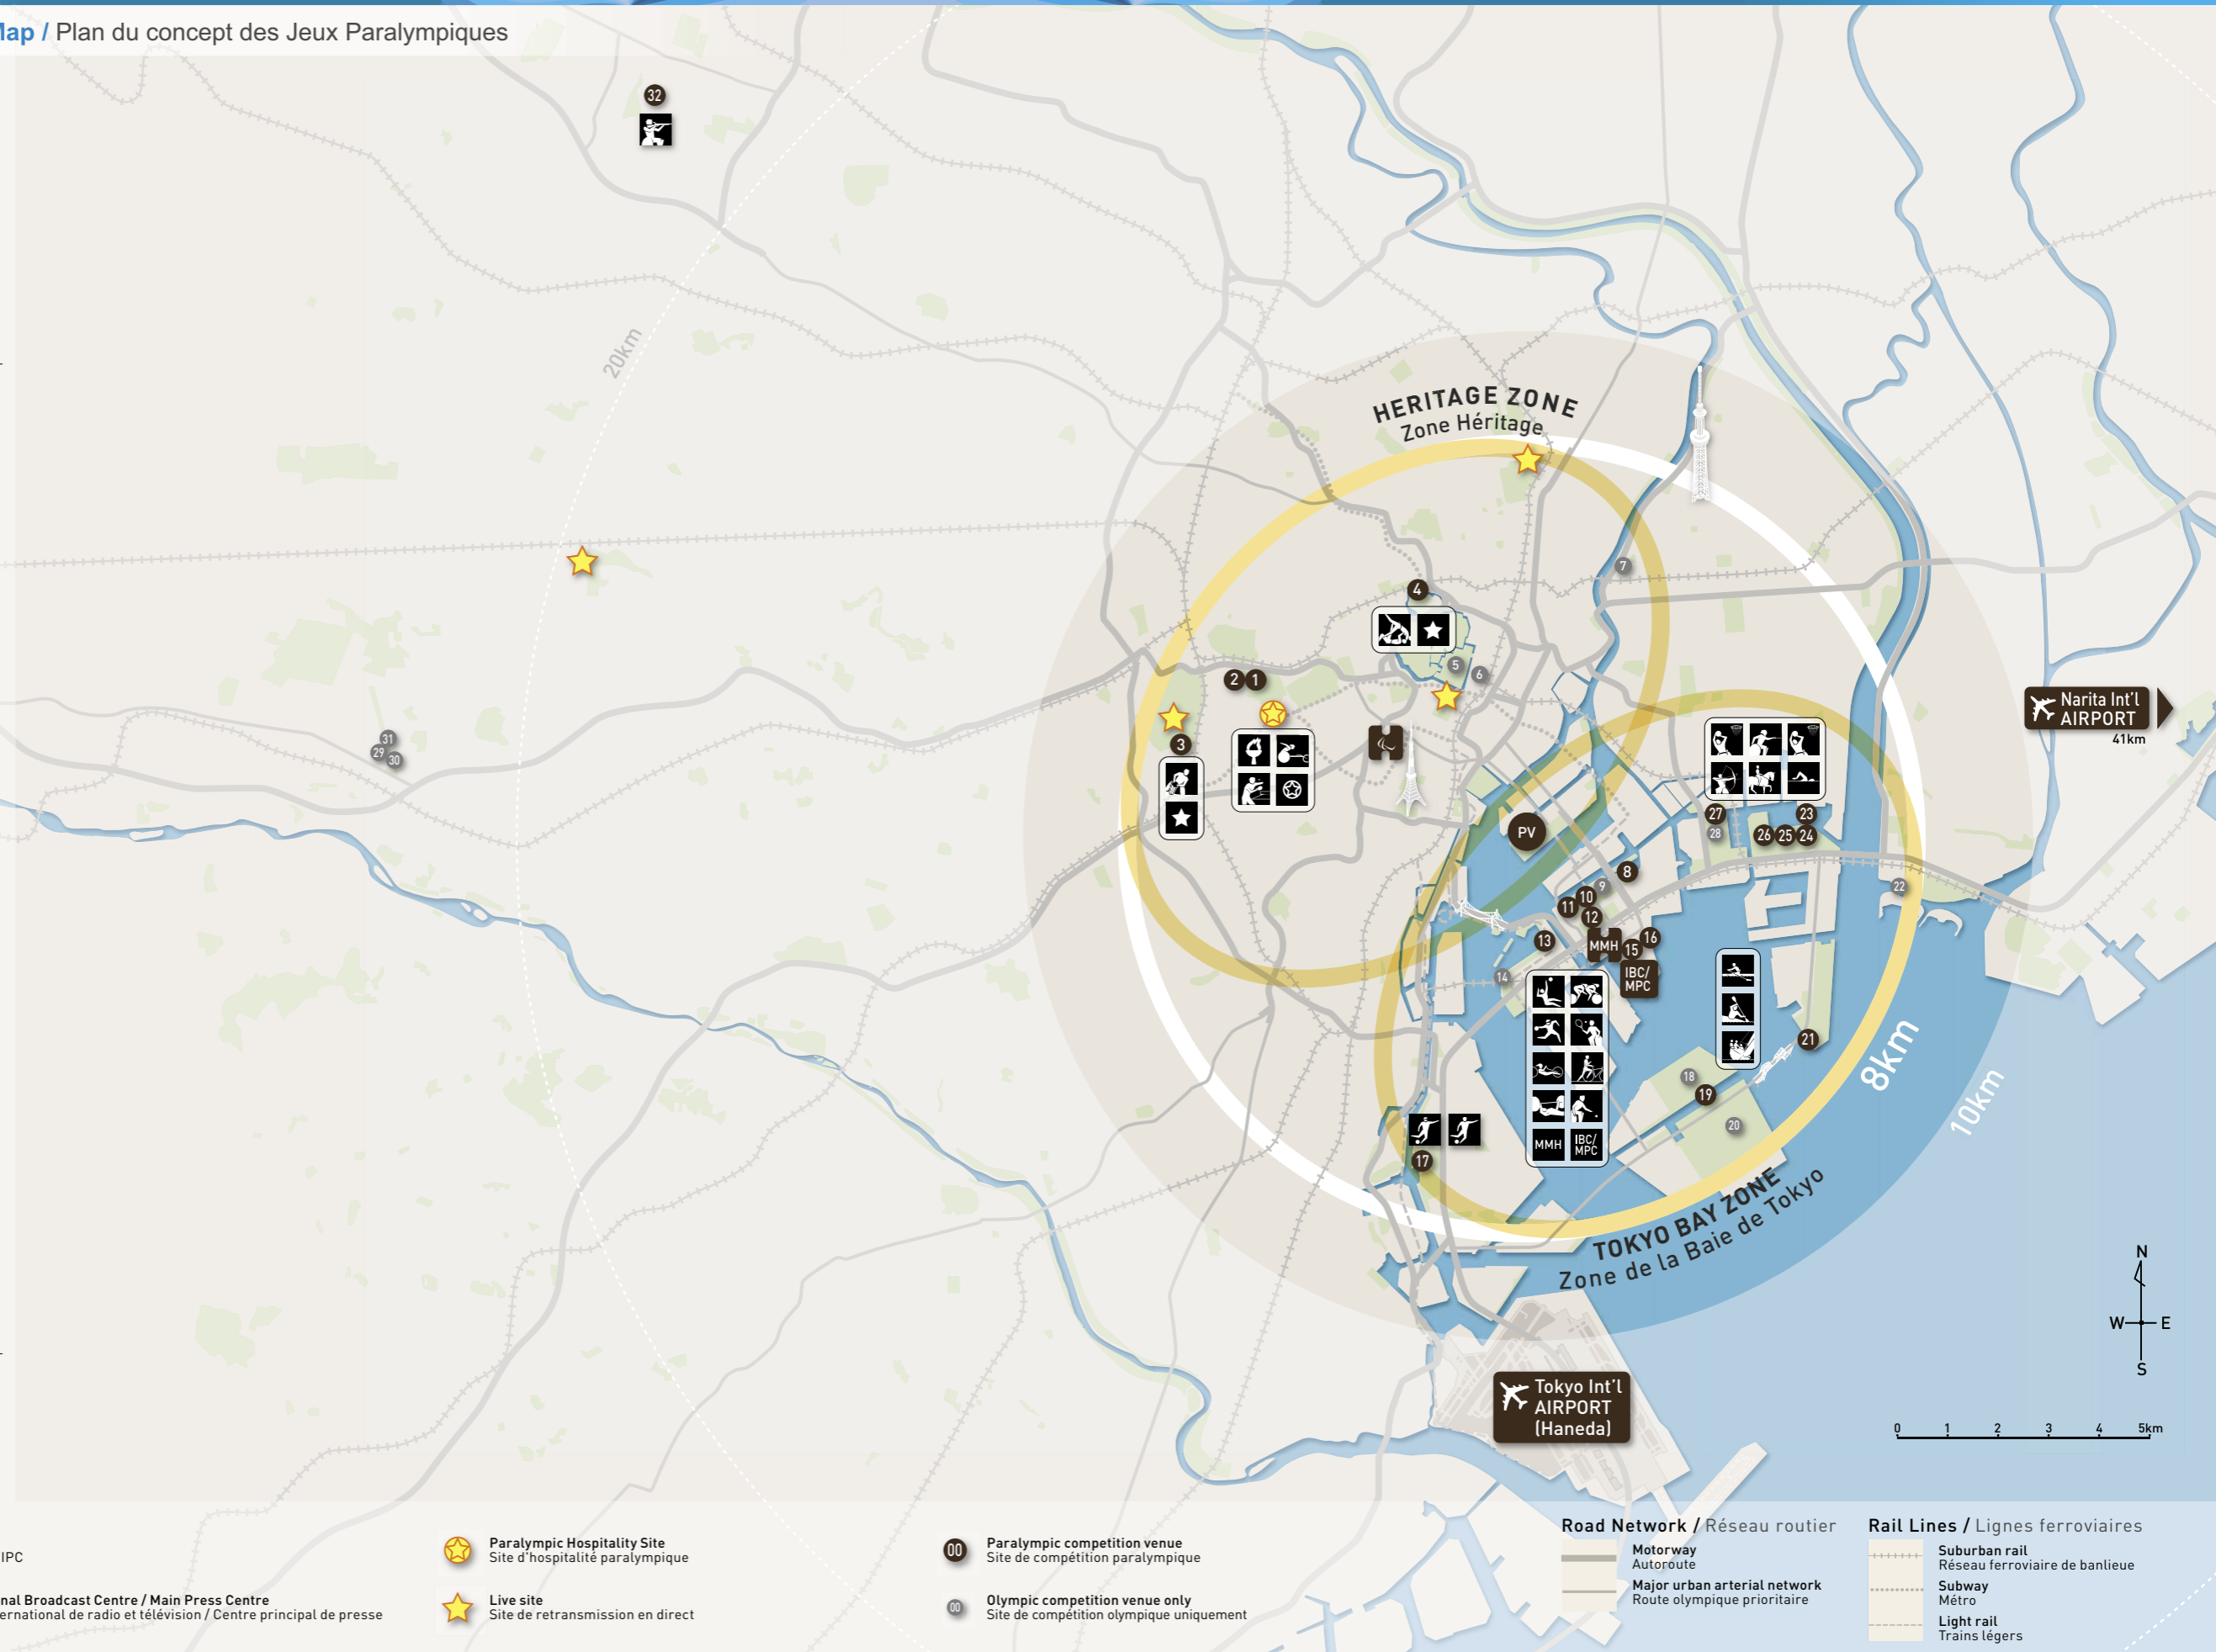 Map / Plan du concept des Jeux Paralympiques
32
20km
HERITAGE ZONE
Zone Héritage
7
4
5
6
2 1
3
31
29
30
Narita Int'l
AIRPORT
41km
PV
27
28
23
26 25 24
22
8
9
10
11
12
13
MMH
16
15
IBC/
MPC
14
MMH
IBC/
MPC
21
18
19
20
17
8km
10km
TOKYO BAY ZONE
Zone de la Baie de Tokyo
N
W E
S
Tokyo Int'l
AIRPORT
(Haneda)
0 1 2 3 4 5km
IPC
nal Broadcast Centre / Main Press Centre
ernational de radio et télévision / Centre principal de presse
Paralympic Hospitality Site
Site d'hospitalité paralympique
Live site
Site de retransmission en direct
00
Paralympic competition venue
Site de compétition paralympique
00
Olympic competition venue only
Site de compétition olympique uniquement
Road Network / Réseau routier
Motorway
Autoroute
Major urban arterial network
Route olympique prioritaire
Rail Lines / Lignes ferroviaires
Suburban rail
Réseau ferroviaire de banlieue
Subway
Métro
Light rail
Trains légers